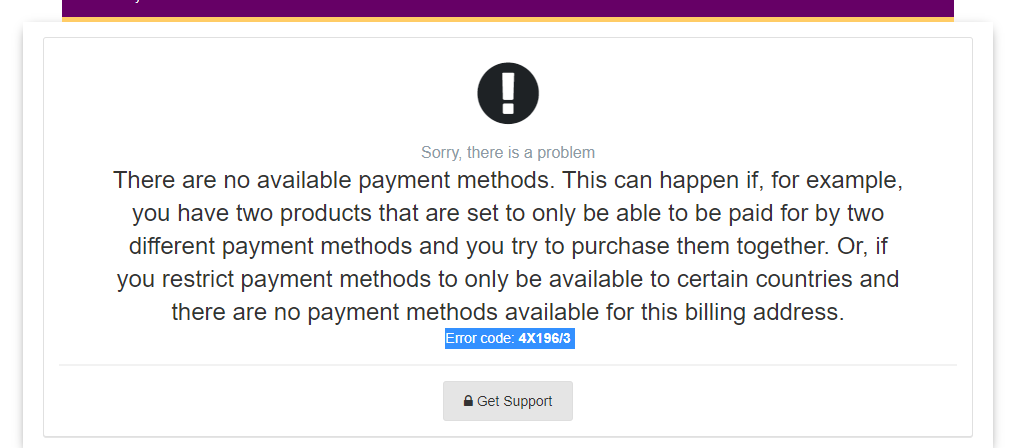 Sorry, there is a problem
There are no available payment methods. This can happen if, for example,
you have two products that are set to only be able to be paid for by two
different payment methods and you try to purchase them together. Or, if
you restrict payment methods to only be available to certain countries and
there are no payment methods available for this billing address.
Error code: 4X196/3
Get Support